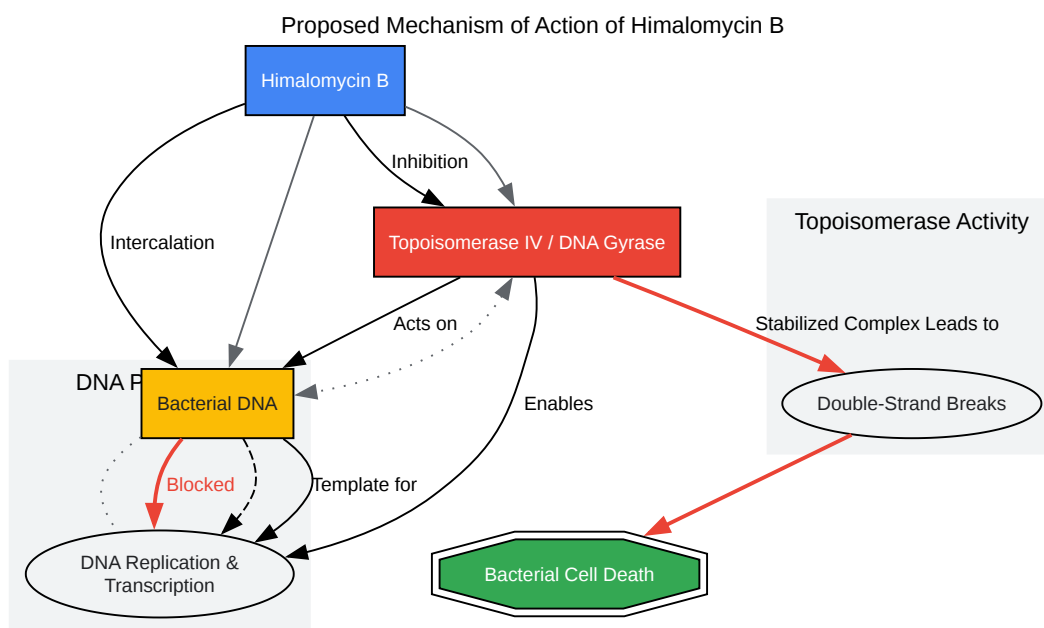 Proposed Mechanism of Action of Himalomycin B
Himalomycin B
Inhibition
Topoisomerase Activity
Intercalation
Topoisomerase IV / DNA Gyrase
Acts on
Stabilized Complex Leads to
DNA P
Bacterial DNA
Enables
Double-Strand Breaks
Blocked
Template for
DNA Replication &
Transcription
Bacterial Cell Death